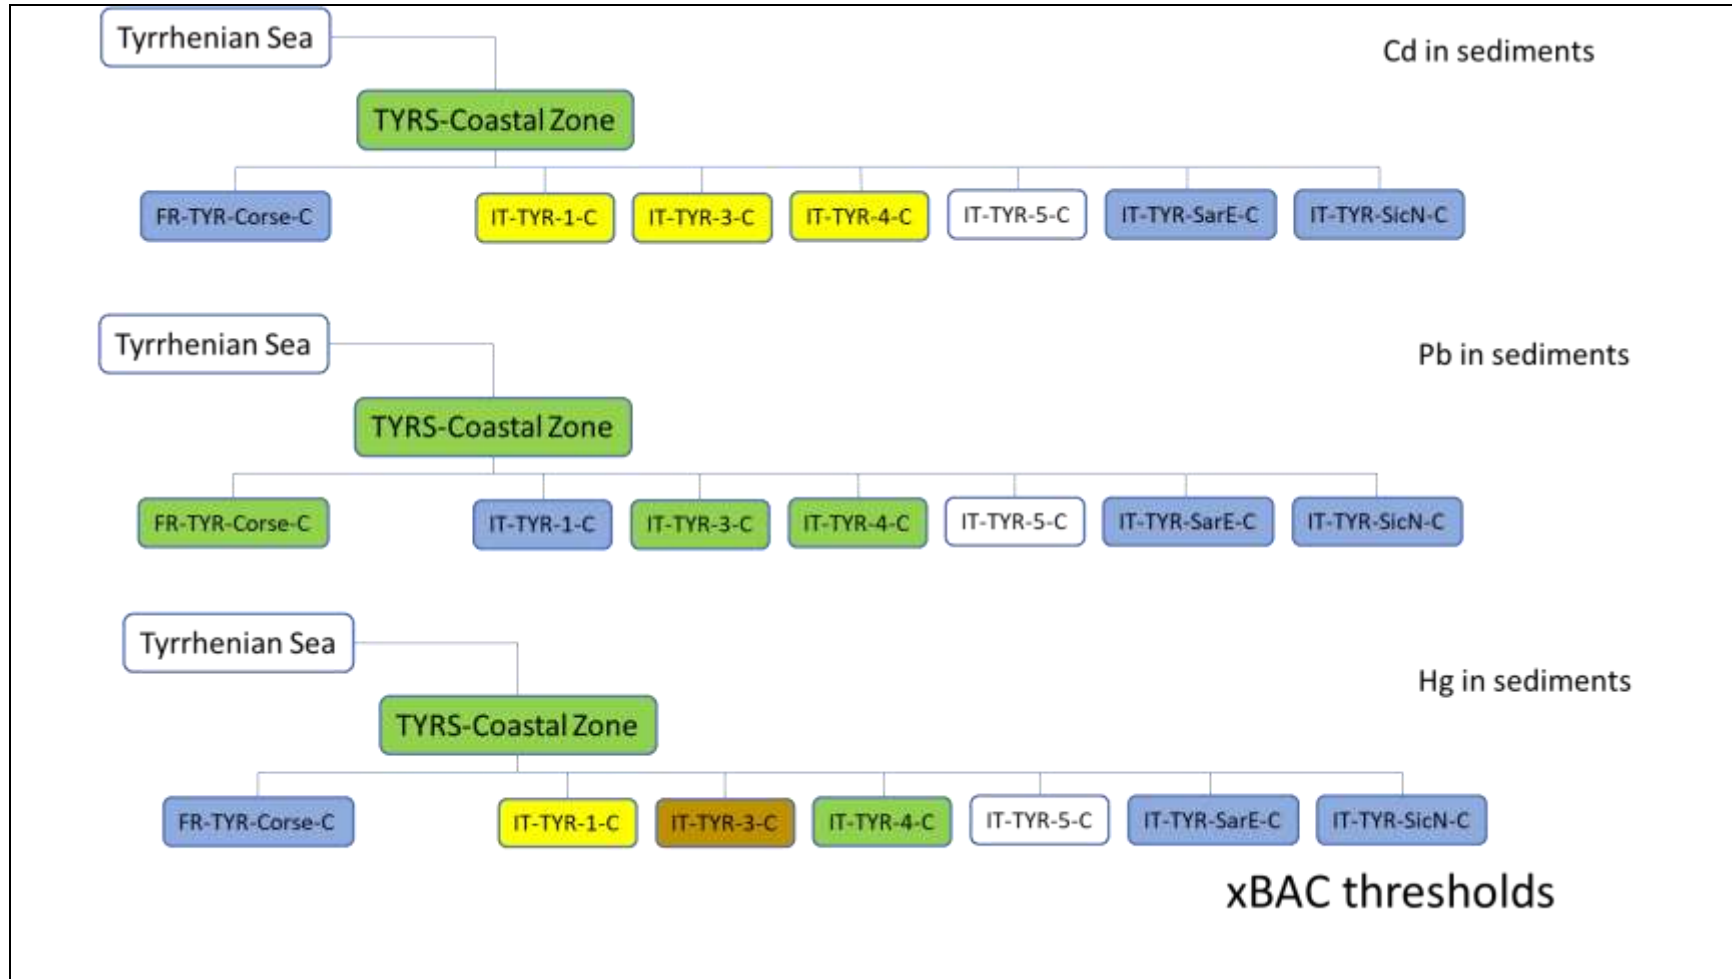 Tyrrhenian Sea
Cd in sediments
TYRS-Coastal Zone
FR-TYR-Corse-C
IT-TYR-1-C
IT-TYR-3-C
IT-TYR-4-C
IT-TYR-5-C
IT-TYR-SarE-C
IT-TYR-SicN-C
Tyrrhenian Sea
Pb in sediments
TYRS-Coastal Zone
FR-TYR-Corse-C
IT-TYR-1-C
IT-TYR-3-C
IT-TYR-4-C
IT-TYR-5-C
IT-TYR-SarE-C
IT-TYR-SicN-C
Tyrrhenian Sea
Hg in sediments
TYRS-Coastal Zone
FR-TYR-Corse-C
IT-TYR-1-C
IT-TYR-3-C
IT-TYR-4-C
IT-TYR-5-C
IT-TYR-SarE-C
IT-TYR-SicN-C
xBAC thresholds